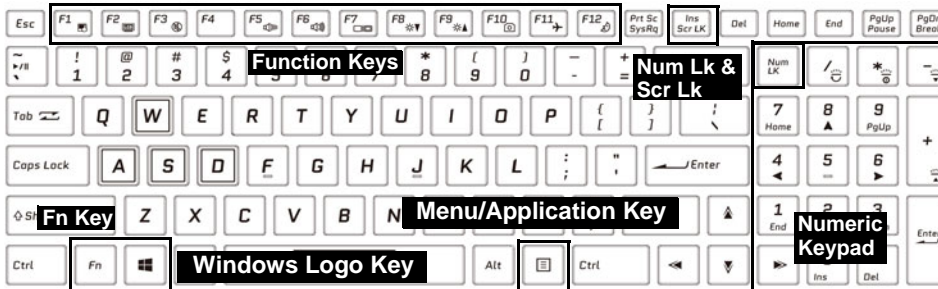 Esc F1 F2 F3 F4 F5 F6 F7 F8 F9 F10 F11 F12 Prt Sc Ins Del Home End PgUp PgDn
SysRq Scr LK Pause Break
~ ! @ # $ Function Keys * ( ) _ + Num Lk & Num / * -
1 2 3 4 8 9 0 - = Scr Lk LK
Tab Q W E R T Y U I O P { [ } ] | \ 7 8 9 +
Home PgUp
Caps Lock A S D F G H J K L : ; " ' Enter 4 5 6
Fn Key Z X C V B N Menu/Application Key 1 Numeric Enter
End Keypad
Ctrl Fn Windows Logo Key Alt Ctrl Ins Del